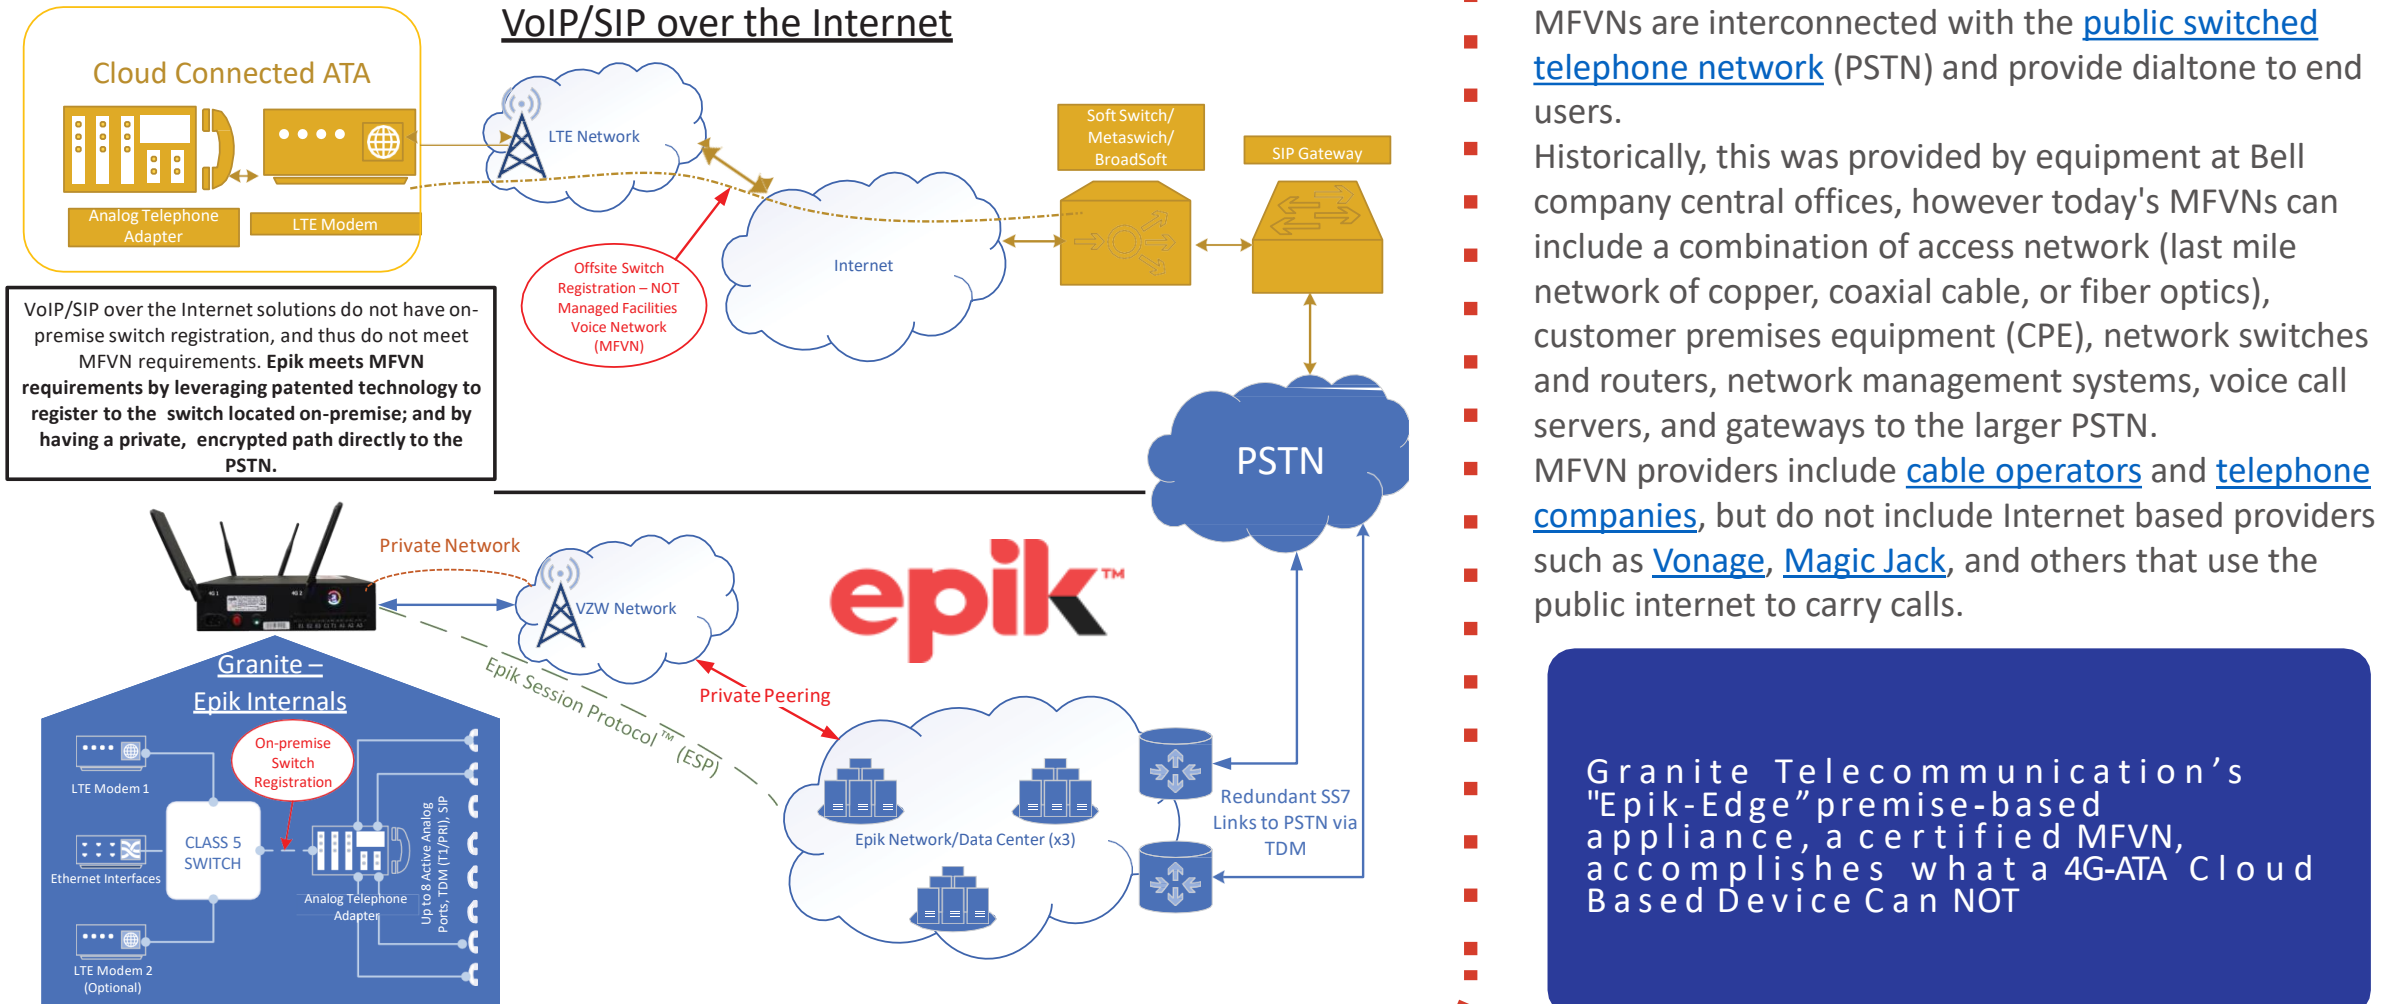 VoIP/SIP over the Internet
Cloud Connected ATA
Analog Telephone
Adapter
LTE Modem
LTE Network
Offsite Switch
Registration – NOT
Managed Facilities
Voice Network
(MFVN)
Internet
Soft Switch/
Metaswich/
BroadSoft
SIP Gateway
PSTN
VoIP/SIP over the Internet solutions do not have on-
premise switch registration, and thus do not meet
MFVN requirements. Epik meets MFVN
requirements by leveraging patented technology to
register to the switch located on-premise; and by
having a private, encrypted path directly to the
PSTN.
4G 1
4G 2
Private Network
VZW Network
epik™
Epik Session Protocol™ (ESP)
Private Peering
Epik Network/Data Center (x3)
Redundant SS7
Links to PSTN via
TDM
Granite –
Epik Internals
On-premise
Switch
Registration
LTE Modem 1
CLASS 5
SWITCH
Ethernet Interfaces
Analog Telephone
Adapter
LTE Modem 2
(Optional)
Up to 8 Active Analog
Ports, TDM (T1/PRI), SIP
MFVNs are interconnected with the public switched
telephone network (PSTN) and provide dialtone to end
users.
Historically, this was provided by equipment at Bell
company central offices, however today's MFVNs can
include a combination of access network (last mile
network of copper, coaxial cable, or fiber optics),
customer premises equipment (CPE), network switches
and routers, network management systems, voice call
servers, and gateways to the larger PSTN.
MFVN providers include cable operators and telephone
companies, but do not include Internet based providers
such as Vonage, Magic Jack, and others that use the
public internet to carry calls.
Granite Telecommunication’s
"Epik-Edge” premise-based
appliance, a certified MFVN,
accomplishes what a 4G-ATA Cloud
Based Device Can NOT